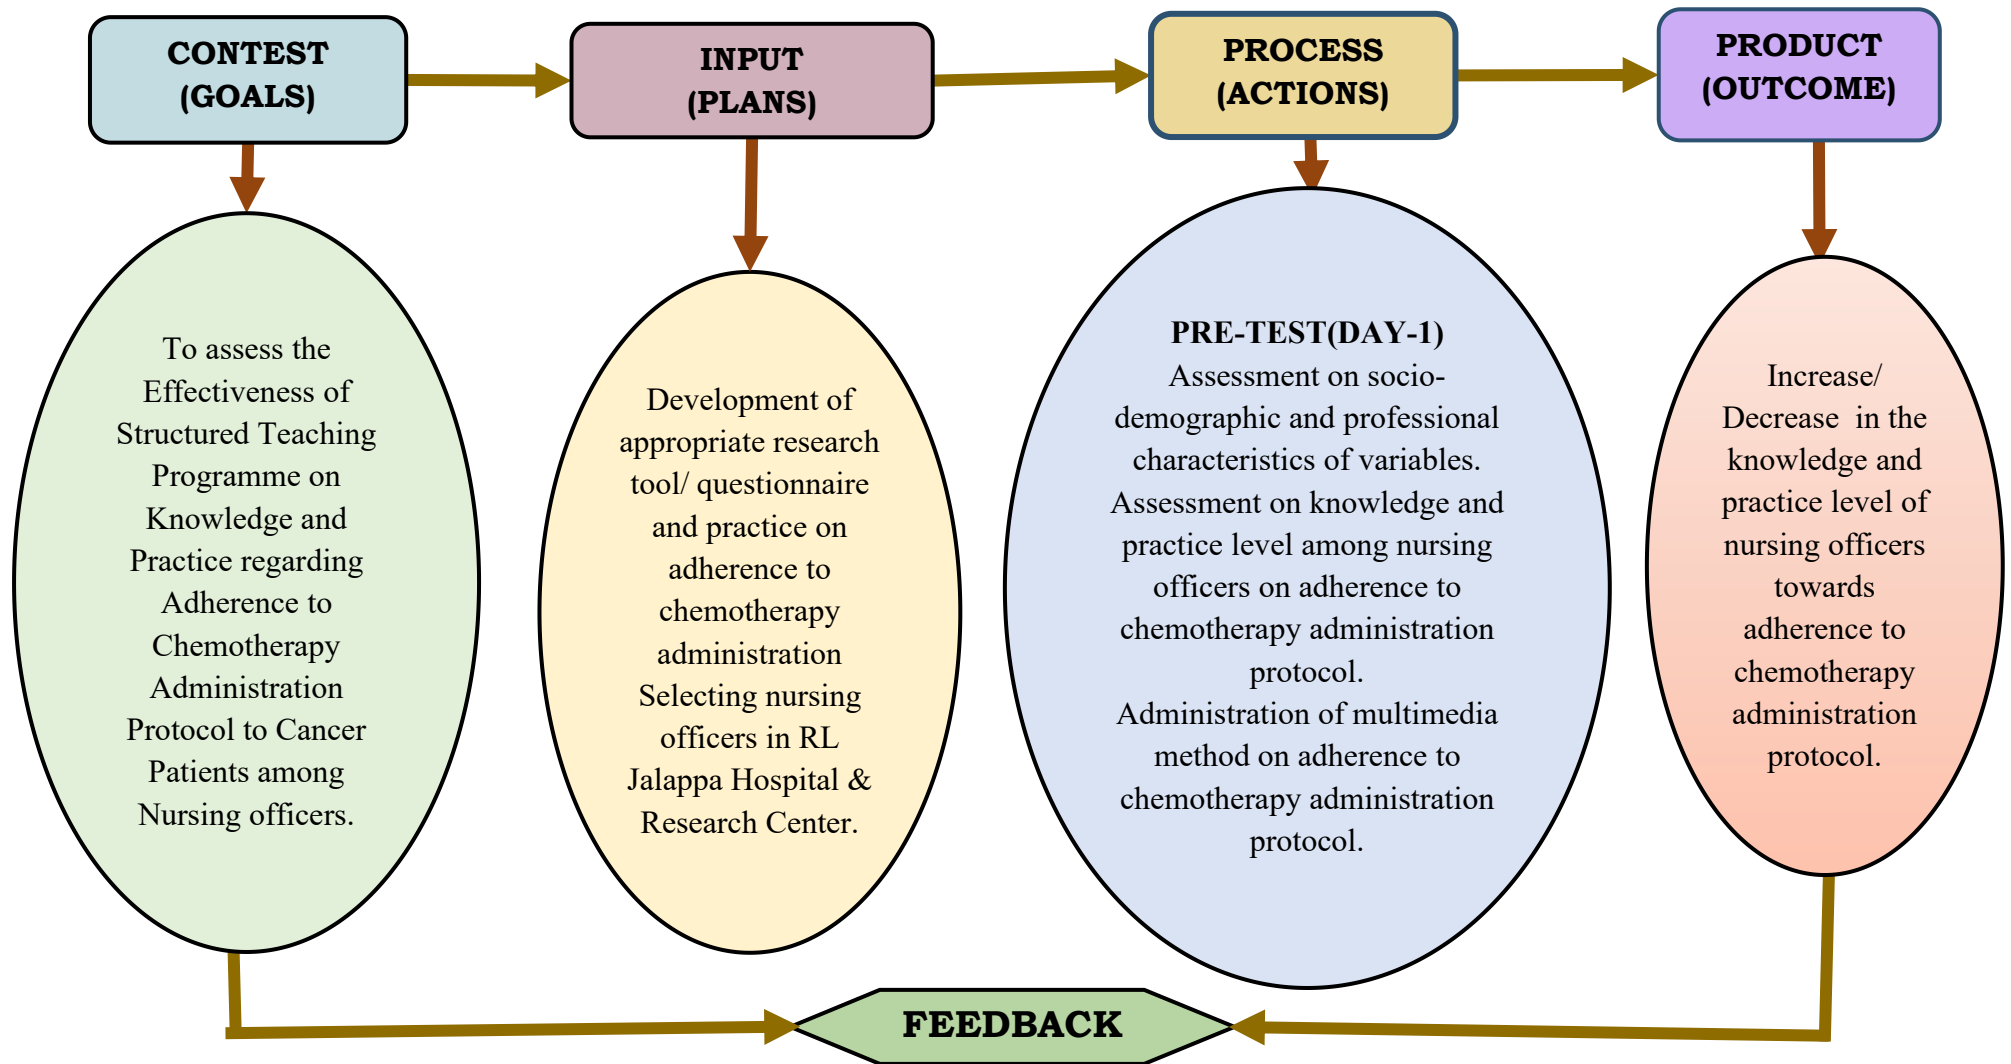 CONTEST
(GOALS)
INPUT
(PLANS)
PROCESS
(ACTIONS)
PRODUCT
(OUTCOME)
To assess the
Effectiveness of
Structured Teaching
Programme on
Knowledge and
Practice regarding
Adherence to
Chemotherapy
Administration
Protocol to Cancer
Patients among
Nursing officers.
Development of
appropriate research
tool/ questionnaire
and practice on
adherence to
chemotherapy
administration
Selecting nursing
officers in RL
Jalappa Hospital &
Research Center.
PRE-TEST(DAY-1)
Assessment on socio-
demographic and professional
characteristics of variables.
Assessment on knowledge and
practice level among nursing
officers on adherence to
chemotherapy administration
protocol.
Administration of multimedia
method on adherence to
chemotherapy administration
protocol.
Increase/
Decrease in the
knowledge and
practice level of
nursing officers
towards
adherence to
chemotherapy
administration
protocol.
FEEDBACK